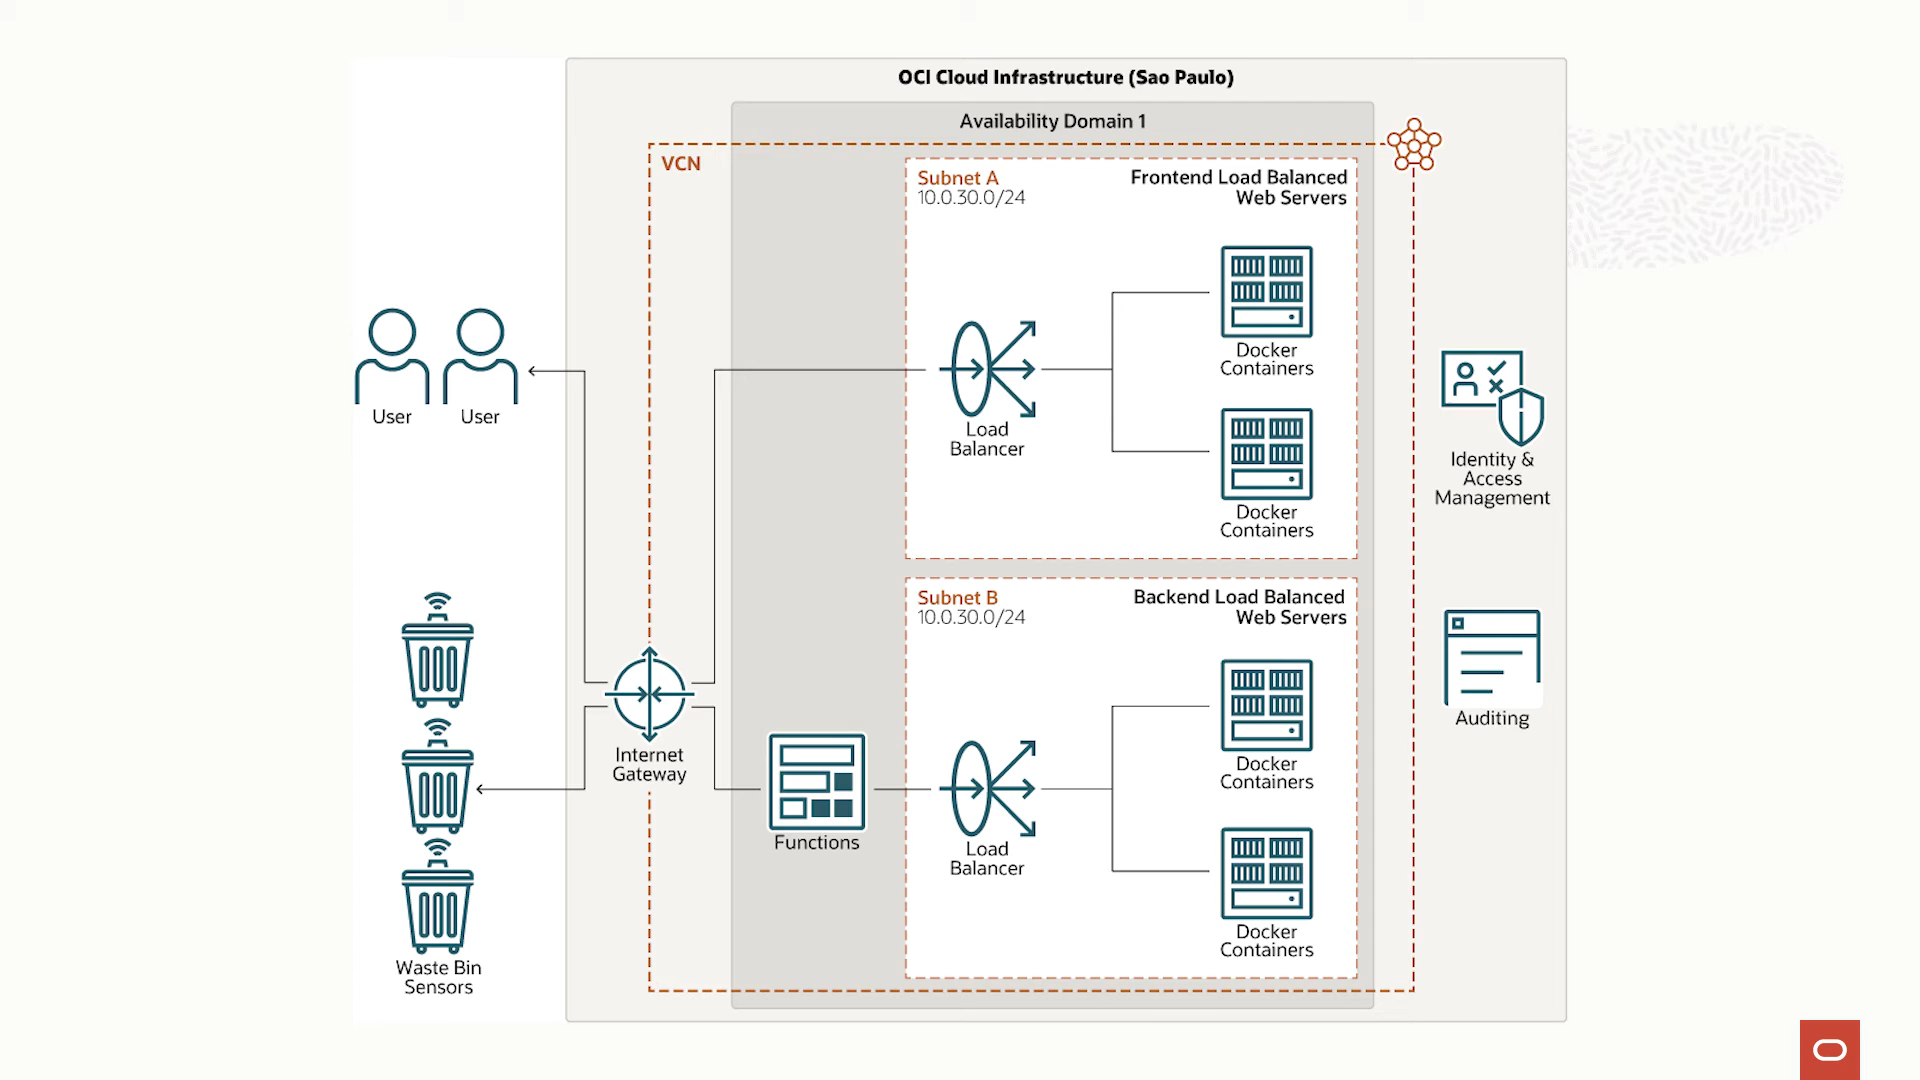 OCI Cloud Infrastructure (Sao Paulo)
Availability Domain 1
VCN
Subnet A
10.0.30.0/24
Frontend Load Balanced
Web Servers
Docker
Containers
Load
Balancer
Docker
Containers
User
User
Identity &
Access
Management
Subnet B
10.0.30.0/24
Backend Load Balanced
Web Servers
Auditing
Internet
Gateway
Docker
Containers
Functions
Load
Balancer
Docker
Containers
Waste Bin
Sensors